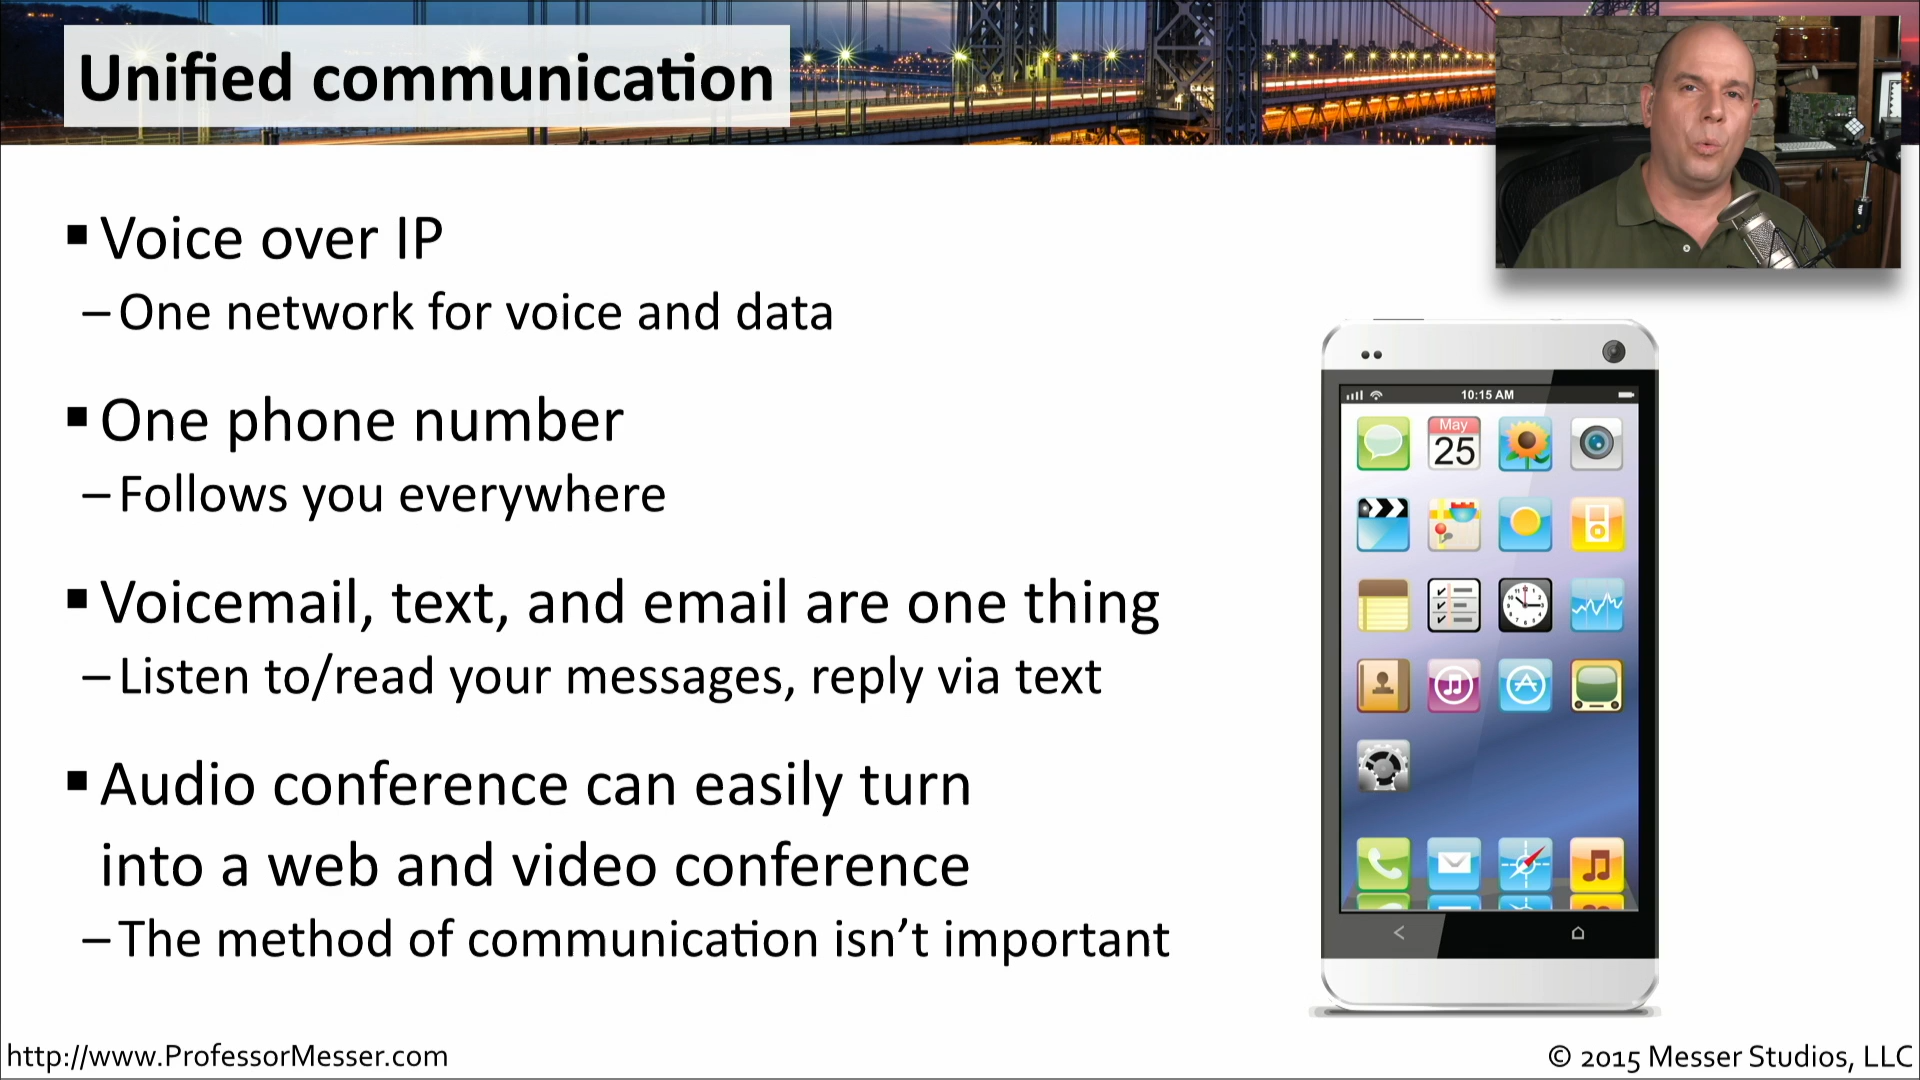 Unified communication
▪ Voice over IP
– One network for voice and data
▪ One phone number
– Follows you everywhere
▪ Voicemail, text, and email are one thing
– Listen to/read your messages, reply via text
▪ Audio conference can easily turn
into a web and video conference
– The method of communication isn’t important
10:15 AM
May
25
http://www.ProfessorMesser.com
© 2015 Messer Studios, LLC